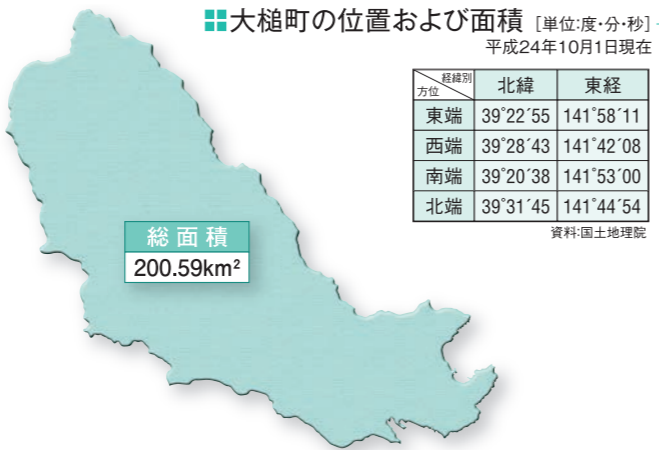 大槌町の位置および面積 [単位:度・分・秒]
平成24年10月1日現在
経緯別
方位 北緯 東経
東端 39°22′55 141°58′11
西端 39°28′43 141°42′08
南端 39°20′38 141°53′00
北端 39°31′45 141°44′54
資料:国土地理院
総面積
200.59km²